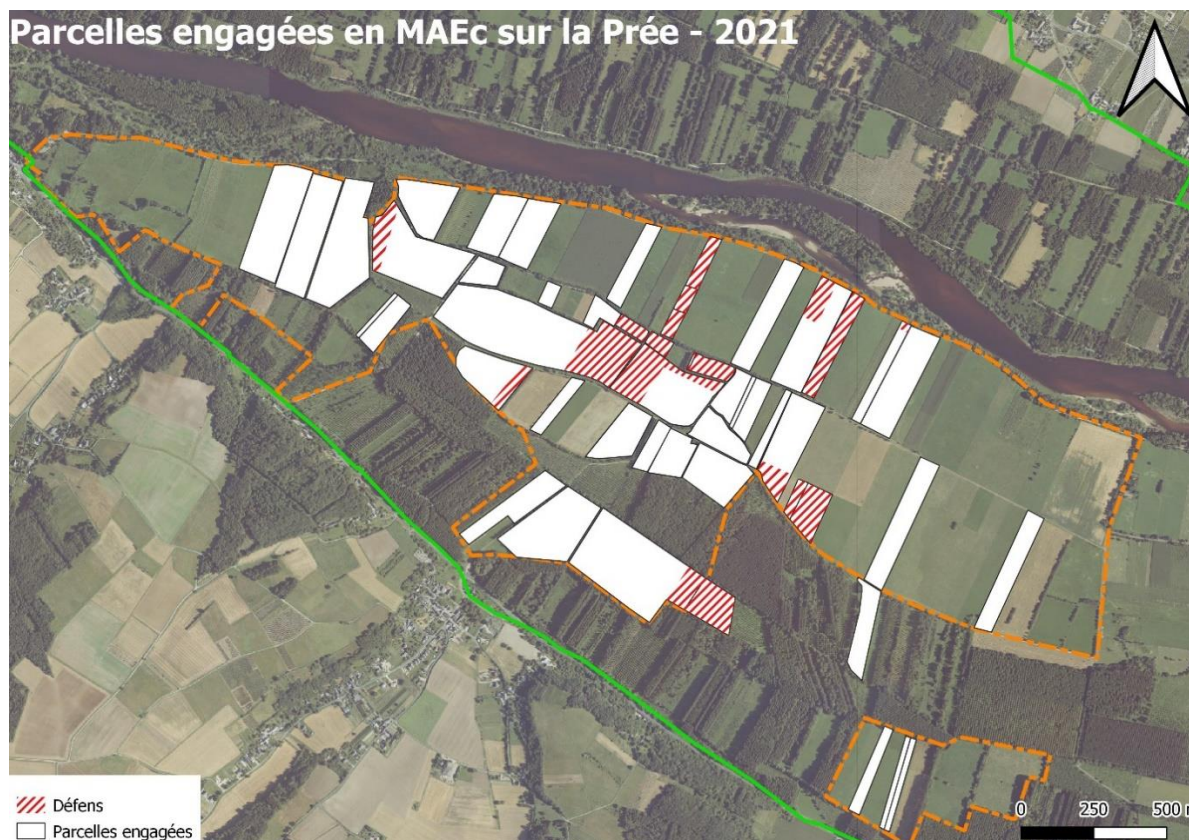 Parcelles engagées en MAEc sur la Prée - 2021
Défens
Parcelles engagées
0 250 500 m